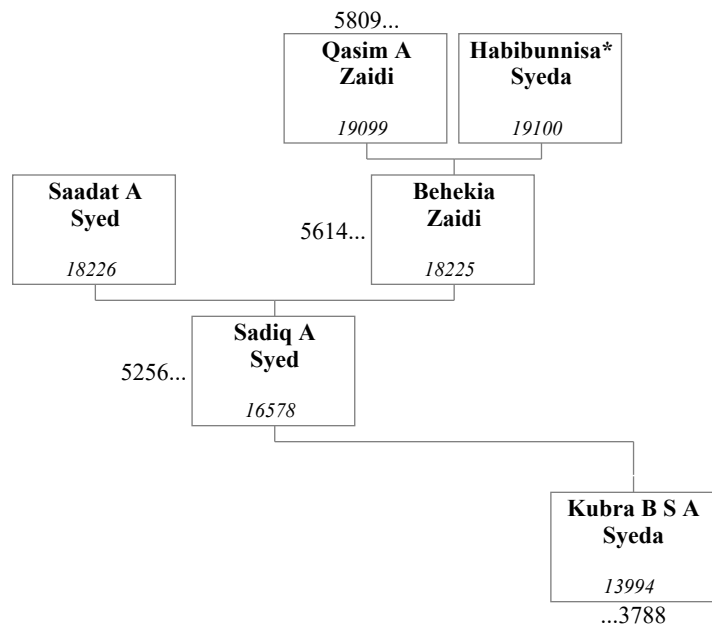 5809...
Qasim A
Zaidi
19099
Habibunnisa*
Syeda
19100
Saadat A
Syed
18226
5614...
Behekia
Zaidi
18225
5256...
Sadiq A
Syed
16578
Kubra B S A
Syeda
13994
...3788